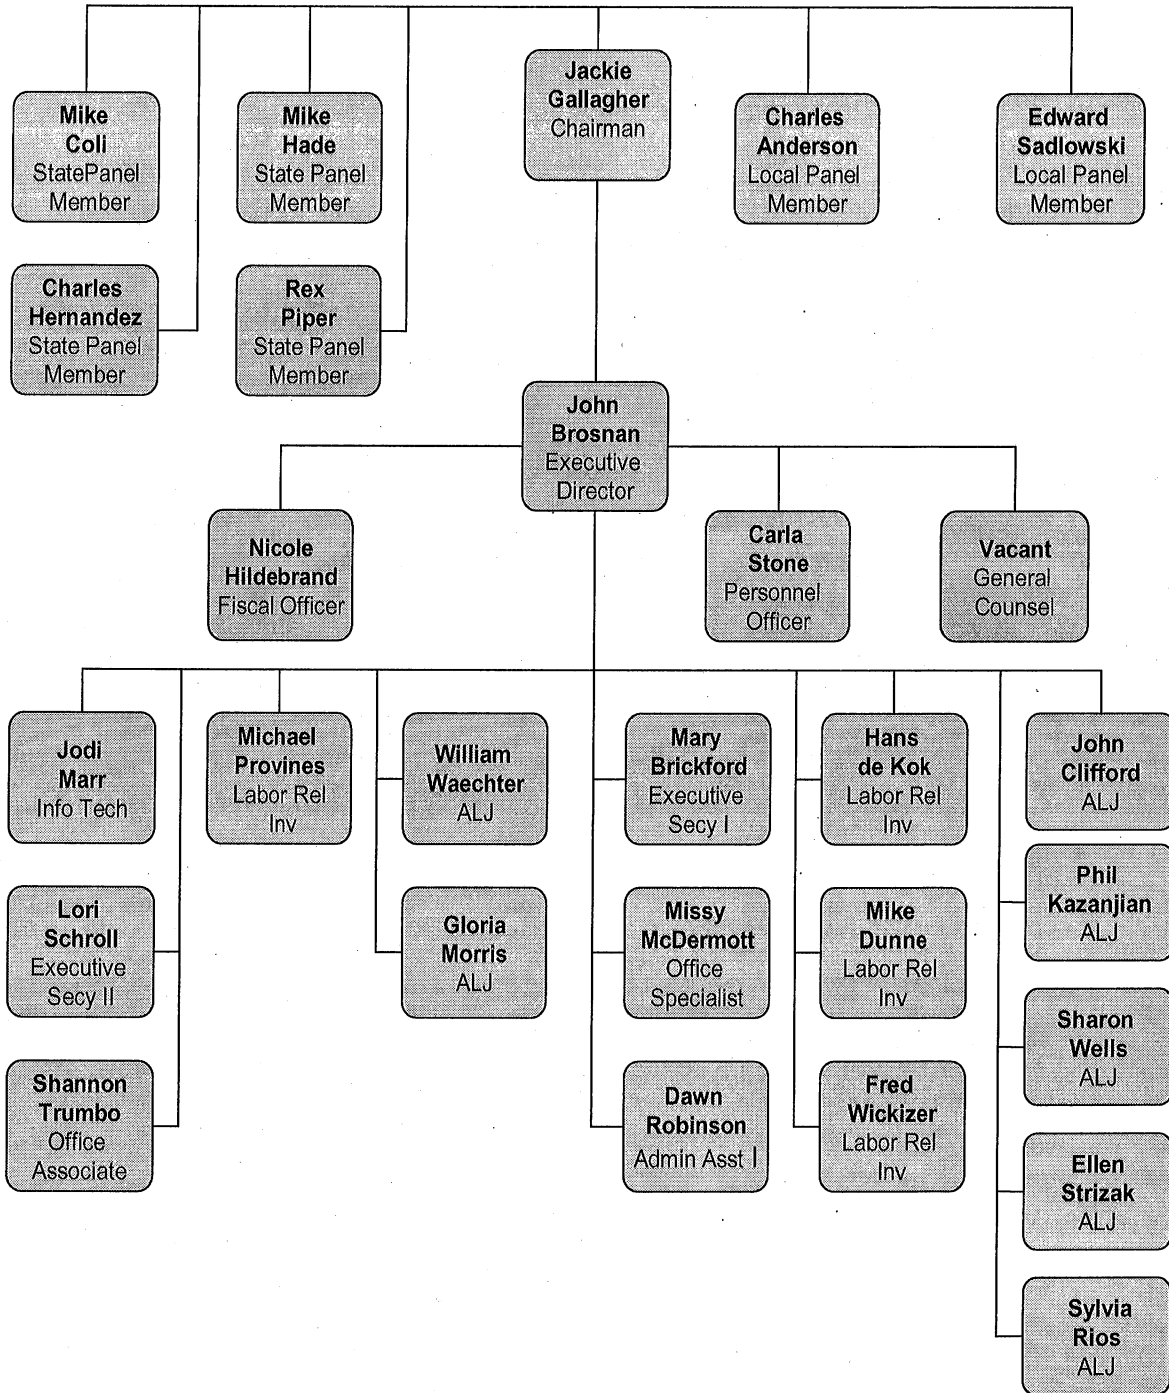 Jackie
Gallagher
Chairman
Mike
Coli
StatePanel
Member
Mike
Hade
State Panel
Member
Charles
Anderson
Local Panel
Member
Edward
Sadlowski
Local Panel
Member
Charles
Hernandez
State Panel
Member
Rex
Piper
State Panel
Member
John
Brosnan
Executive
Director
Nicole
Hildebrand
Fiscal Officer
Carla
Stone
Personnel
Officer
Vacant
General
Counsel
Jodi
Marr
Info Tech
Michael
Provines
Labor Rel
Inv
William
Waechter
ALJ
Mary
Brickford
Executive
Secy I
Hans
de Kok
Labor Rel
Inv
John
Clifford
ALJ
Phil
Kazanjian
ALJ
Lori
Schroll
Executive
Secy II
Gloria
Morris
ALJ
Missy
McDermott
Office
Specialist
Mike
Dunne
Labor Rel
Inv
Sharon
Wells
ALJ
Shannon
Trumbo
Office
Associate
Dawn
Robinson
Admin Asst I
Fred
Wickizer
Labor Rel
Inv
Ellen
Strizak
ALJ
Sylvia
Rios
ALJ